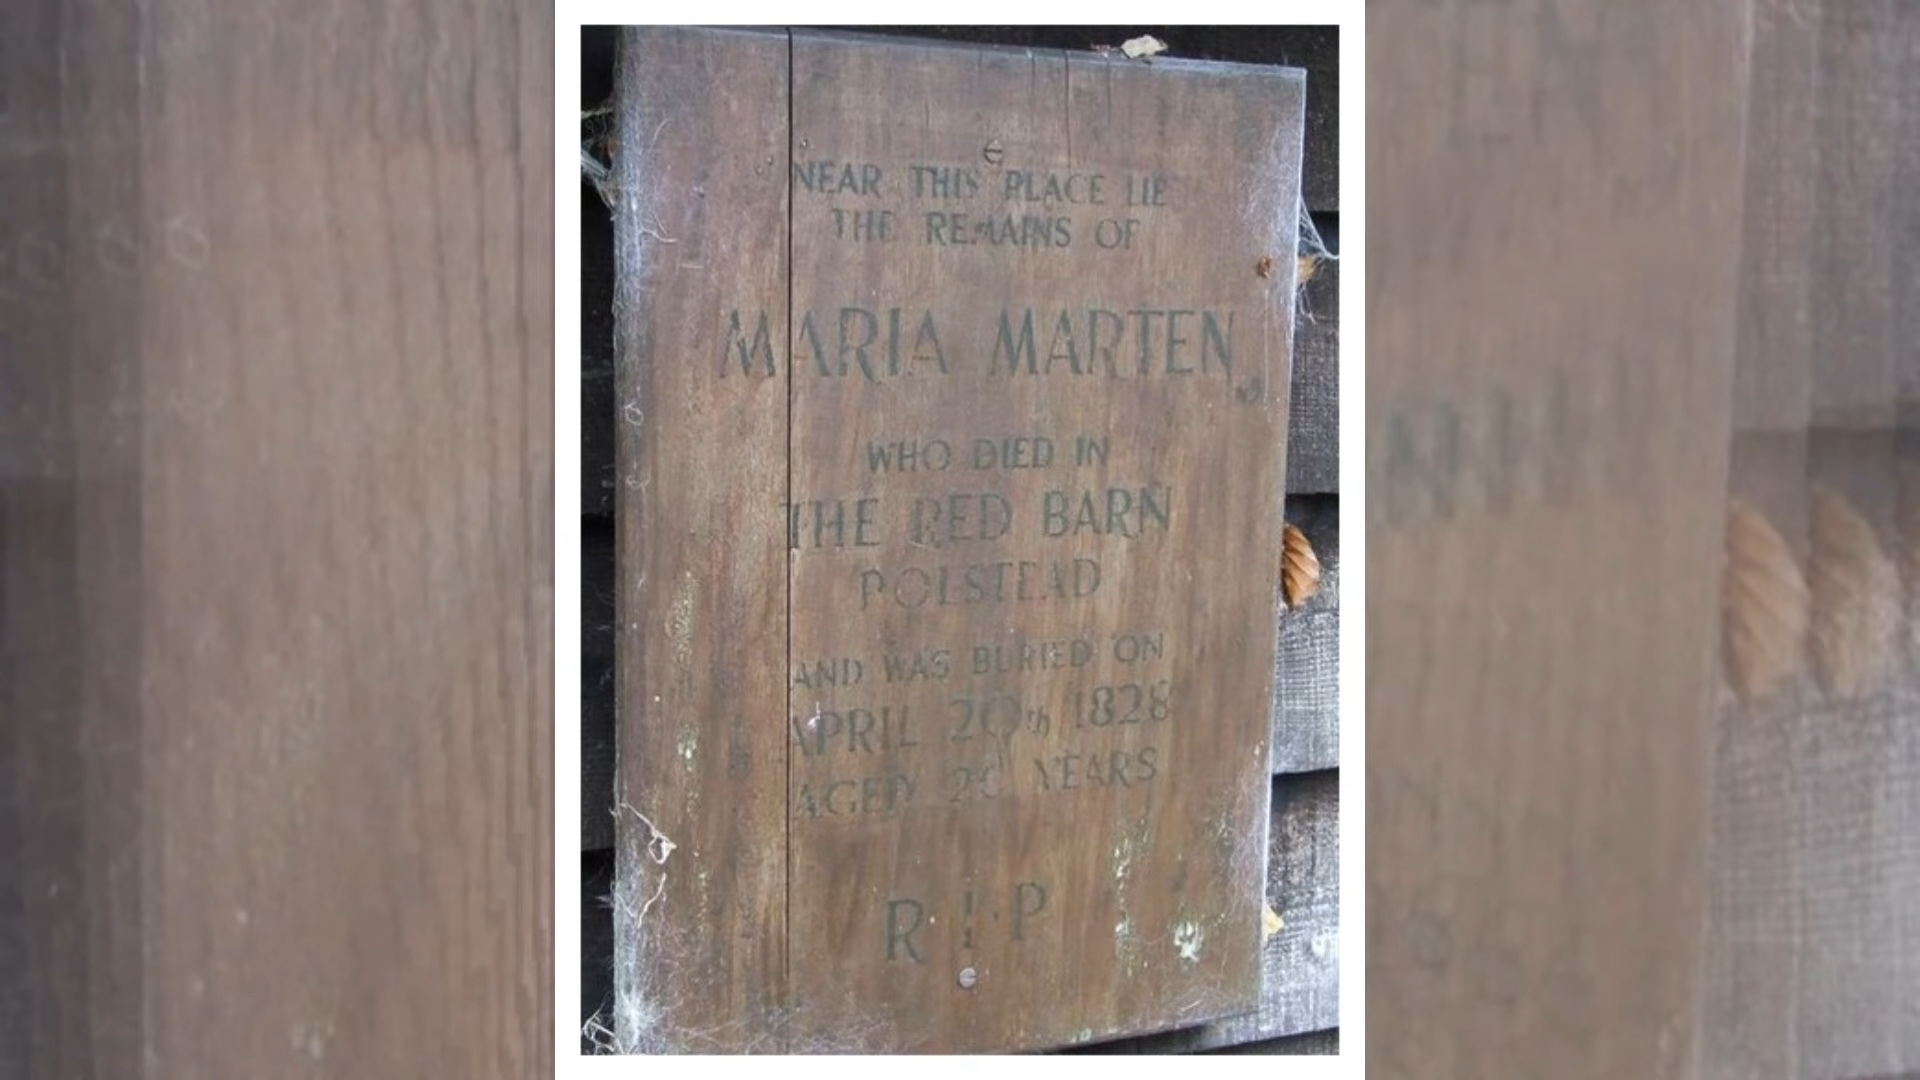 NEAR THIS PLACE LIE
THE REMAINS OF
MARIA MARTEN
WHO DIED IN
THE RED BARN
POLSTEAD
AND WAS BURIED ON
APRIL 20th 1828
AGED YEARS
R.I.P